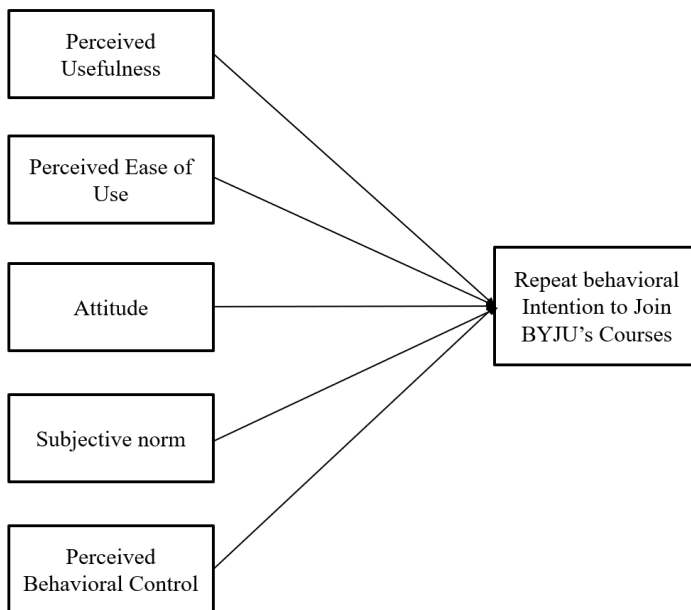 Perceived
Usefulness
Perceived Ease of
Use
Attitude
Subjective norm
Perceived
Behavioral Control
Repeat behavioral
Intention to Join
BYJU's Courses